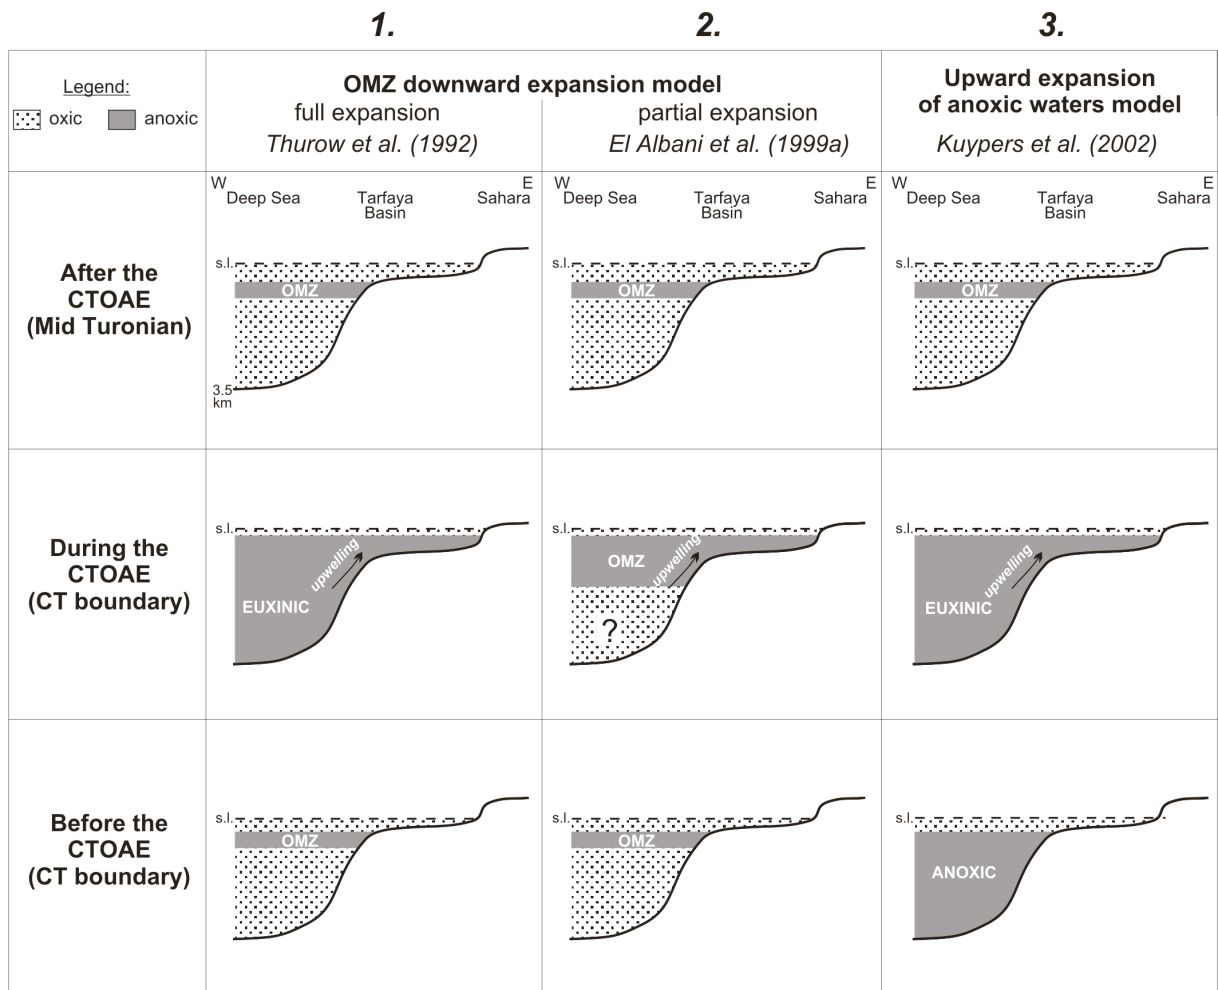 1.
2.
3.
Legend:
oxic
anoxic
OMZ downward expansion model
full expansion
Thurow et al. (1992)
partial expansion
El Albani et al. (1999a)
Upward expansion
of anoxic waters model
Kuypers et al. (2002)
After the
CTOAE
(Mid Turonian)
W
E
Deep Sea
Tarfaya
Basin
Sahara
s.l.
OMZ
3.5
km
W
E
Deep Sea
Tarfaya
Basin
Sahara
s.l.
OMZ
W
E
Deep Sea
Tarfaya
Basin
Sahara
s.l.
OMZ
During the
CTOAE
(CT boundary)
s.l.
upwelling
EUXINIC
s.l.
OMZ
upwelling
?
s.l.
upwelling
EUXINIC
Before the
CTOAE
(CT boundary)
s.l.
OMZ
s.l.
OMZ
s.l.
ANOXIC